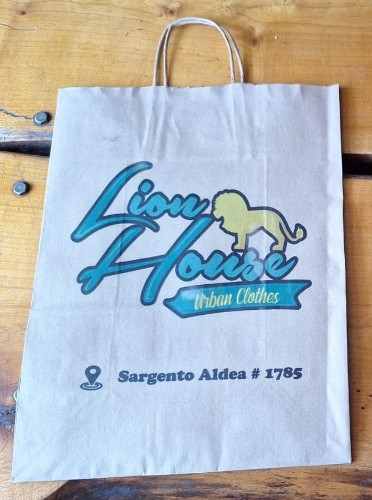 Lion
House
Urban Clothes
Sargento Aldea # 1785